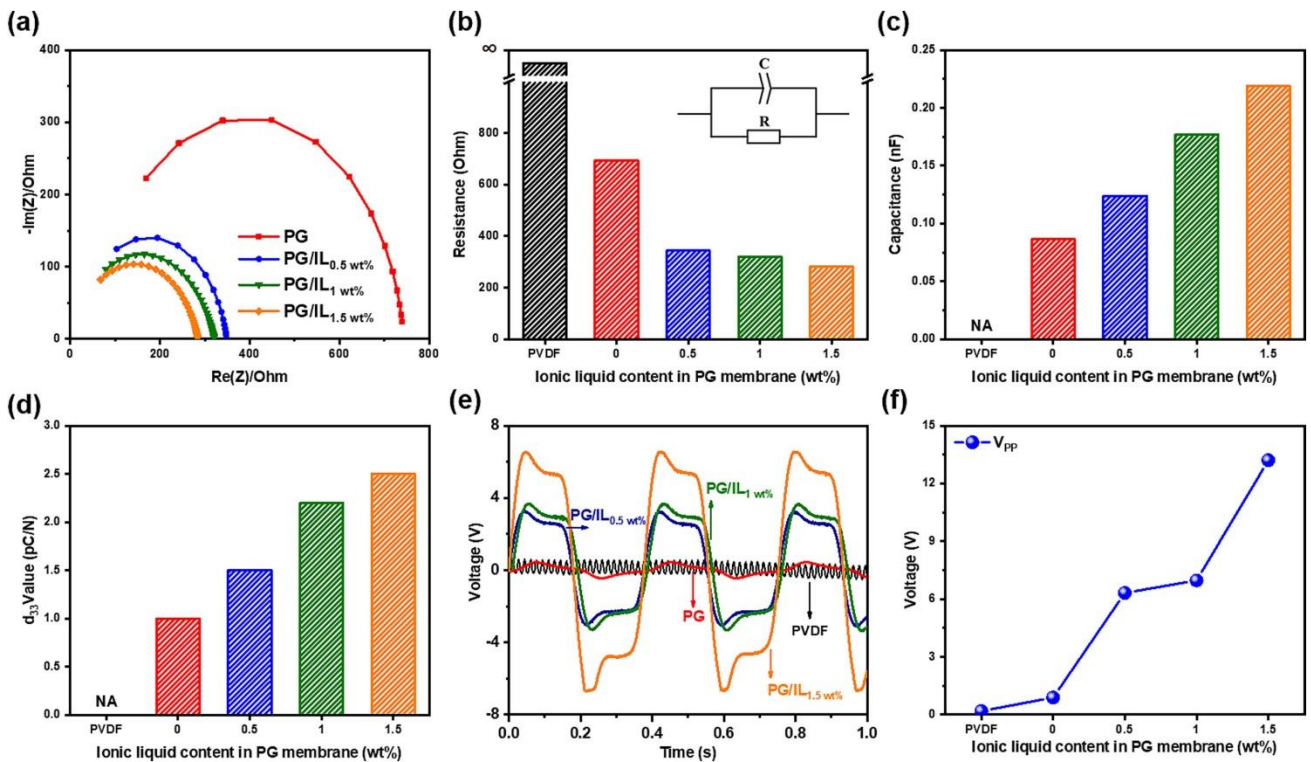 (a)
400
300
200
100
0
-Im(Z)/Ohm
PG
PG/IL0.5 wt%
PG/IL1 wt%
PG/IL1.5 wt%
0 200 400 600 800
Re(Z)/Ohm
(b)
∞
800
600
400
200
0
Resistance (Ohm)
C
R
PVDF 0 0.5 1 1.5
Ionic liquid content in PG membrane (wt%)
(c)
0.25
0.20
0.15
0.10
0.05
0.00
Capacitance (nF)
NA
PVDF 0 0.5 1 1.5
Ionic liquid content in PG membrane (wt%)
(d)
3.0
2.5
2.0
1.5
1.0
0.5
0.0
d33 Value (pC/N)
NA
PVDF 0 0.5 1 1.5
Ionic liquid content in PG membrane (wt%)
(e)
8
4
0
-4
-8
Voltage (V)
PG/IL0.5 wt%
PG/IL1 wt%
PG
PVDF
PG/IL1.5 wt%
0.0 0.2 0.4 0.6 0.8 1.0
Time (s)
(f)
15
12
9
6
3
0
Voltage (V)
VPP
PVDF 0 0.5 1 1.5
Ionic liquid content in PG membrane (wt%)